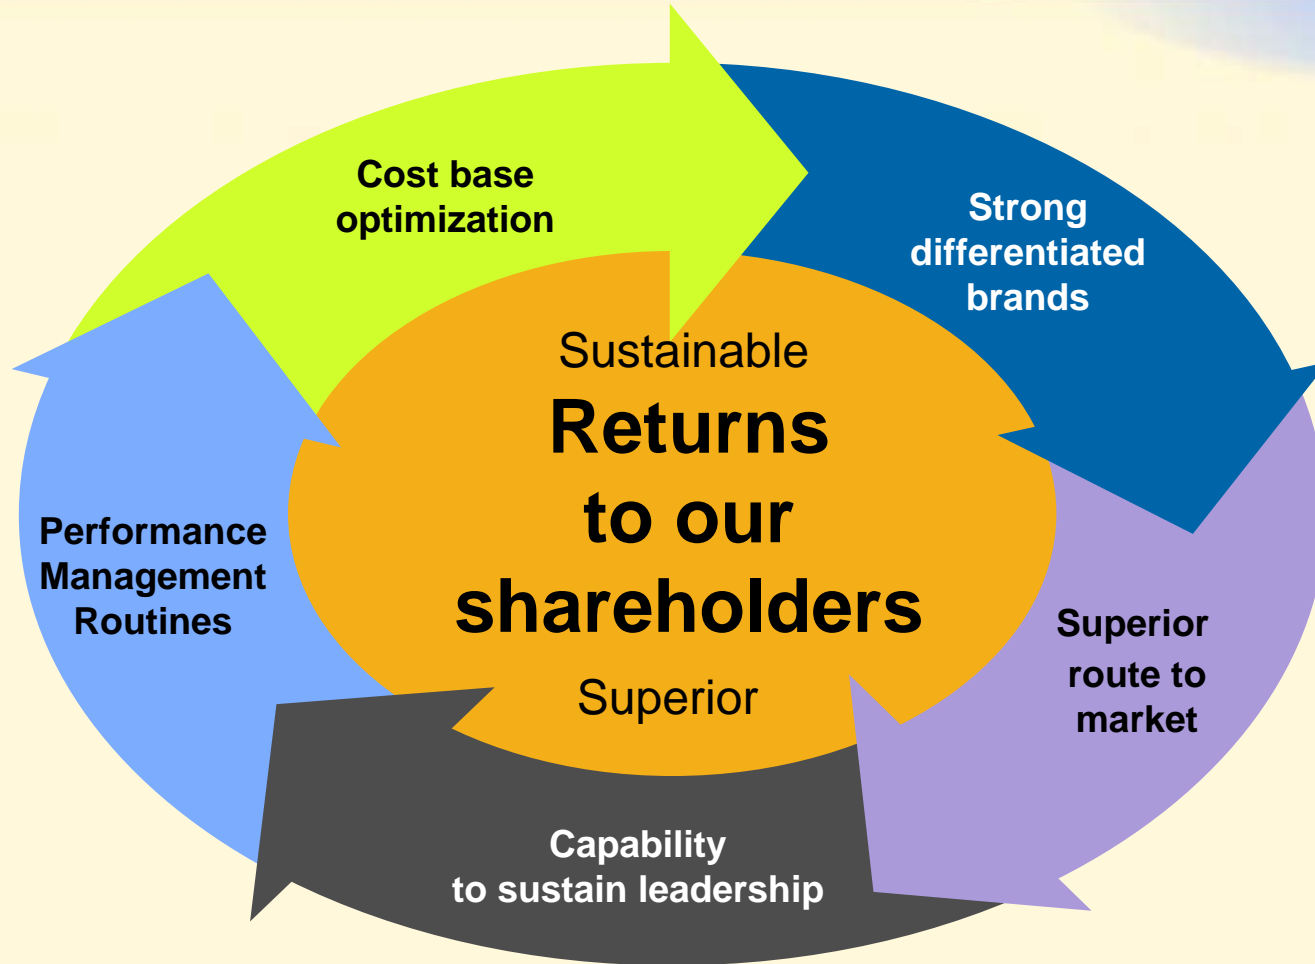 Cost base
optimization
Strong
differentiated
brands
Sustainable
Returns
to our
shareholders
Superior
Performance
Management
Routines
Superior
route to
market
Capability
to sustain leadership